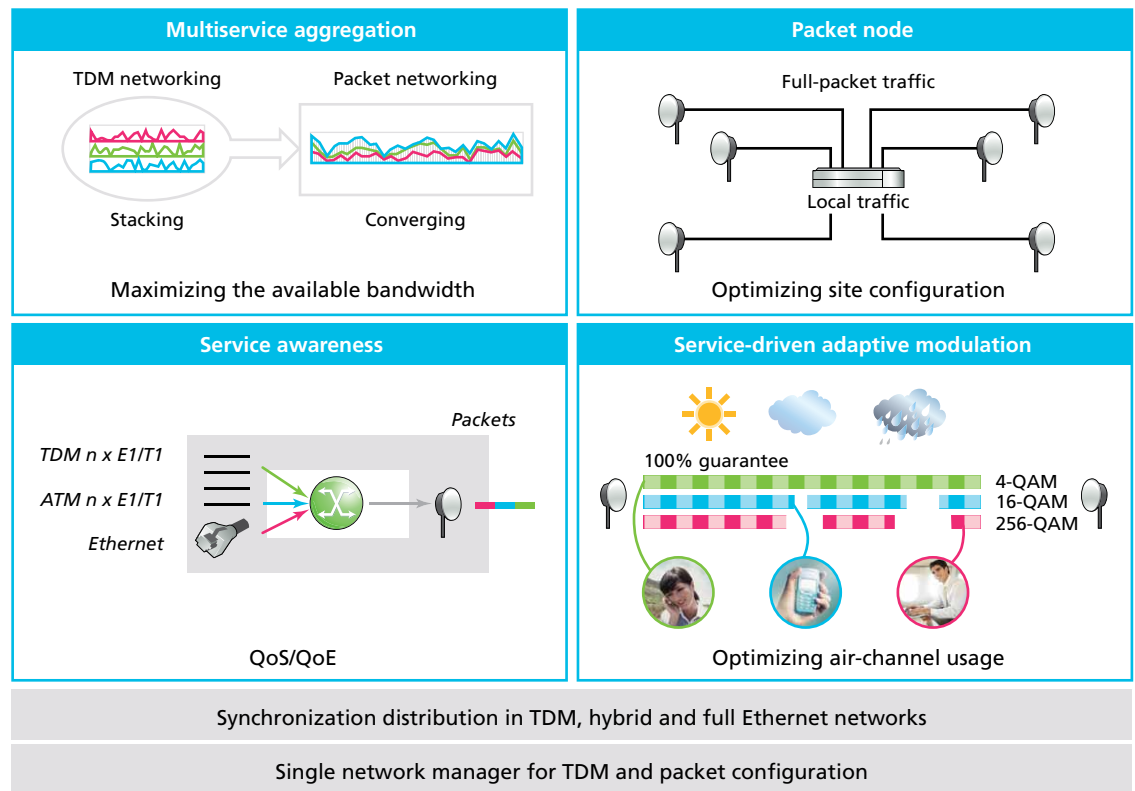 Multiservice aggregation
TDM networking
Packet networking
Stacking
Converging
Maximizing the available bandwidth
Packet node
Full-packet traffic
Local traffic
Optimizing site configuration
Service awareness
Packets
TDM n x E1/T1
ATM n x E1/T1
Ethernet
QoS/QoE
Service-driven adaptive modulation
100% guarantee
4-QAM
16-QAM
256-QAM
Optimizing air-channel usage
Synchronization distribution in TDM, hybrid and full Ethernet networks
Single network manager for TDM and packet configuration